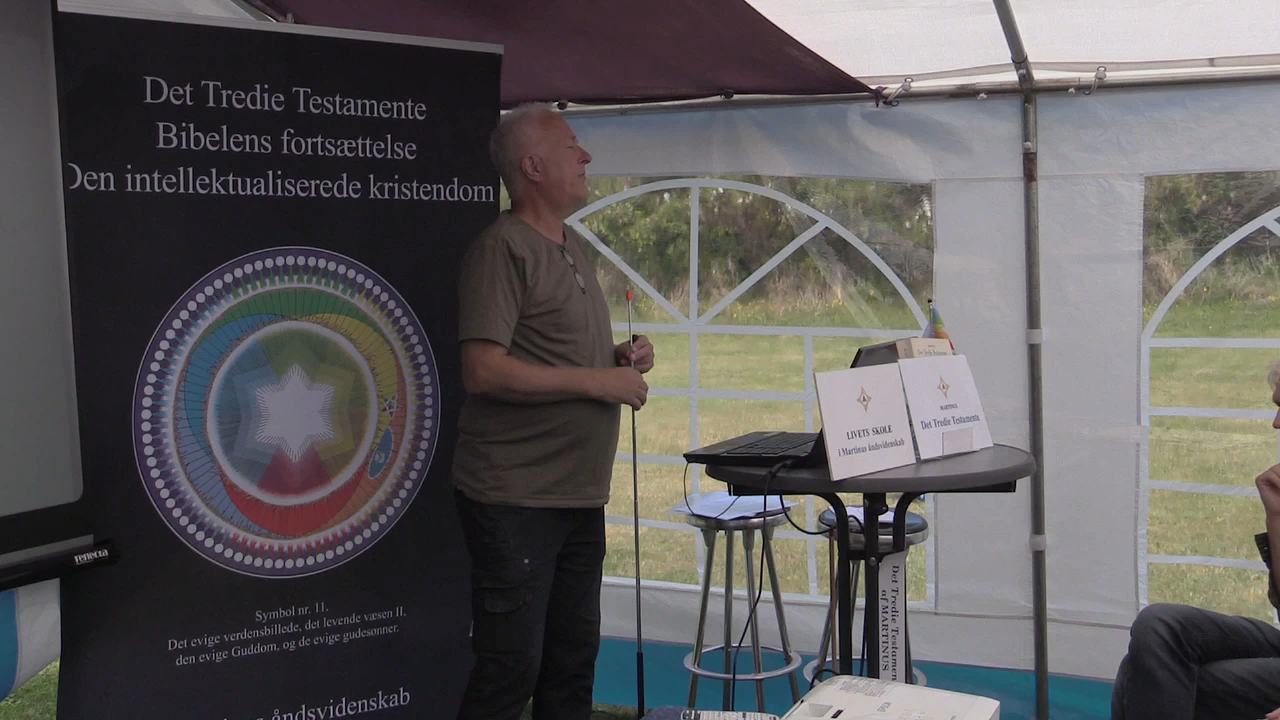 Det Tredie Testamente
Bibelens fortsættelse
Den intellektualiserede kristendom
Symbol nr. 11.
Det evige verdensbillede, det levende væsen II.
den evige Guddom, og de evige gudesønner.
åndsvidenskab
LIVETS SKOLE
i Martinus åndsvidenskab
MARTINUS
Det Tredie Testamente
Det Tredie Testamen
af MARTINUS